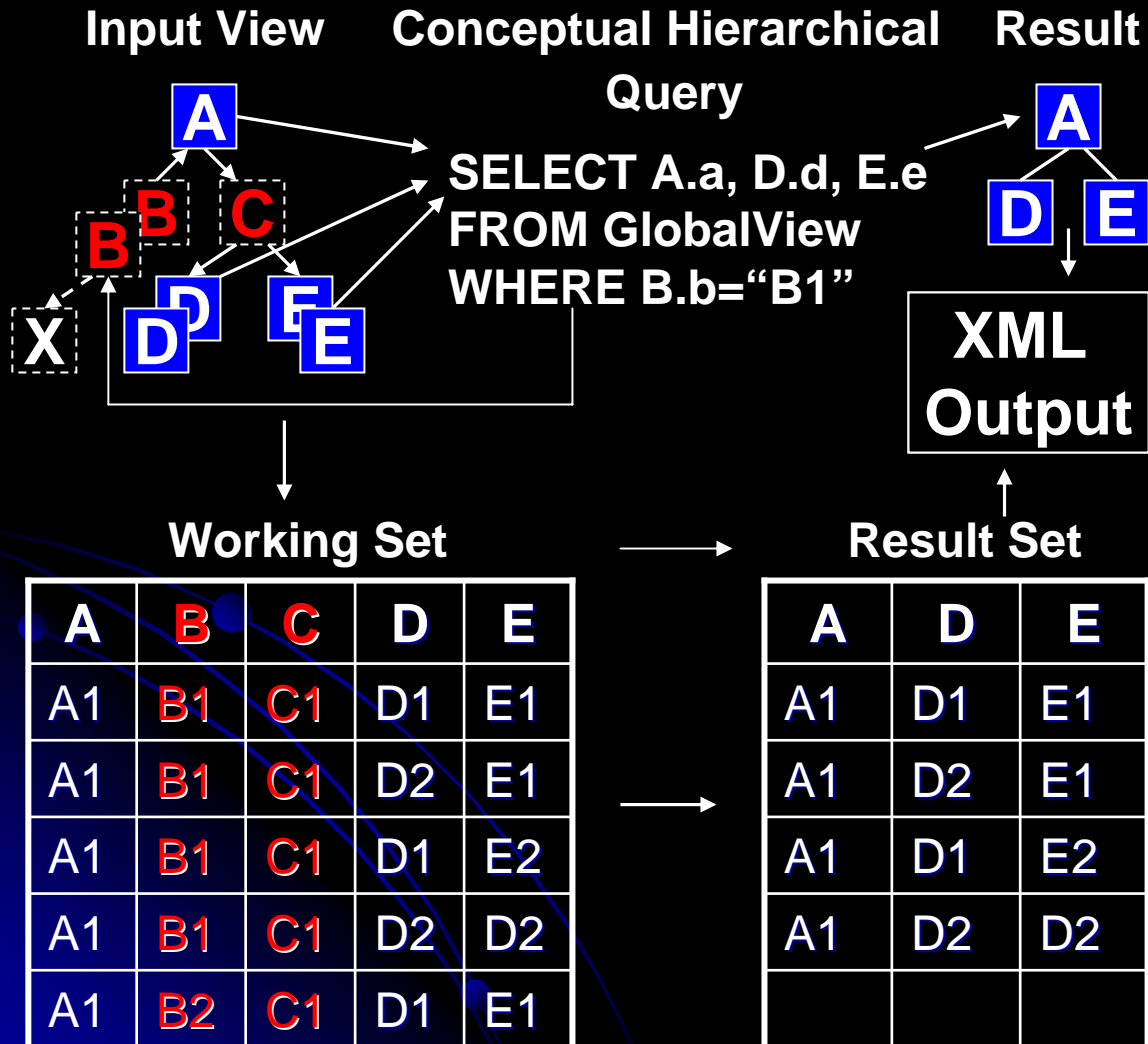 Input View
Conceptual Hierarchical
Query
Result
A
B
B
C
X
D
D
E
E
SELECT A.a, D.d, E.e
FROM GlobalView
WHERE B.b=“B1”
A
D
E
XML
Output
Working Set
A B C D E
A1 B1 C1 D1 E1
A1 B1 C1 D2 E1
A1 B1 C1 D1 E2
A1 B1 C1 D2 D2
A1 B2 C1 D1 E1
Result Set
A D E
A1 D1 E1
A1 D2 E1
A1 D1 E2
A1 D2 D2